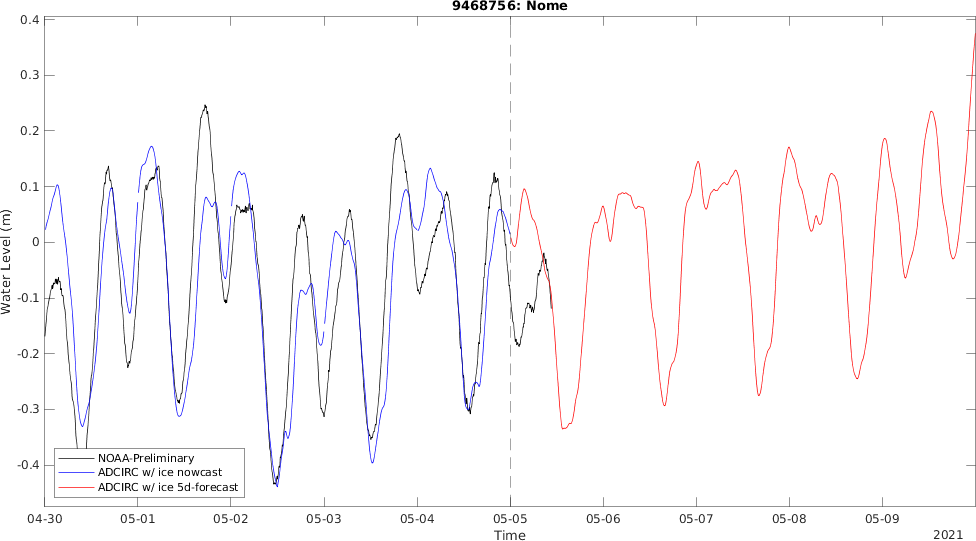 9468756: Nome
0.4
0.3
0.2
0.1
0
-0.1
-0.2
-0.3
-0.4
Water Level (m)
NOAA-Preliminary
ADCIRC w/ ice nowcast
ADCIRC w/ ice 5d-forecast
04-30 05-01 05-02 05-03 05-04 05-05 05-06 05-07 05-08 05-09
Time
2021